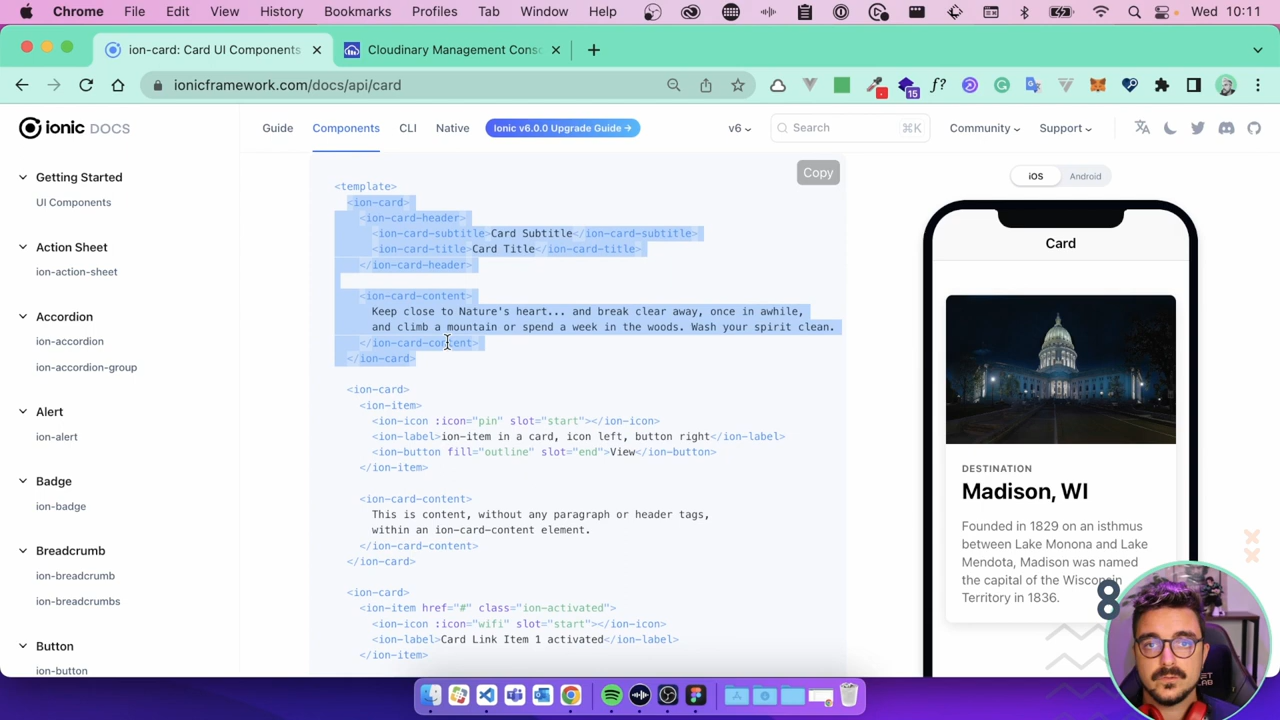 Chrome File Edit View History Bookmarks Profiles Tab Window Help Wed 10:11
ion-card: Card UI Components
Cloudinary Management Conso
ionicframework.com/docs/api/card
15
f?
ionic DOCS
Guide Components CLI Native Ionic v6.0.0 Upgrade Guide → v6 Search ⌘K Community Support
Getting Started
UI Components
Action Sheet
ion-action-sheet
Accordion
ion-accordion
ion-accordion-group
Alert
ion-alert
Badge
ion-badge
Breadcrumb
ion-breadcrumb
ion-breadcrumbs
Button
ion-button
Copy
<template>
<ion-card>
<ion-card-header>
<ion-card-subtitle>Card Subtitle</ion-card-subtitle>
<ion-card-title>Card Title</ion-card-title>
</ion-card-header>
<ion-card-content>
Keep close to Nature's heart... and break clear away, once in awhile,
and climb a mountain or spend a week in the woods. Wash your spirit clean.
</ion-card-content>
</ion-card>
<ion-card>
<ion-item>
<ion-icon :icon="pin" slot="start"></ion-icon>
<ion-label>ion-item in a card, icon left, button right</ion-label>
<ion-button fill="outline" slot="end">View</ion-button>
</ion-item>
<ion-card-content>
This is content, without any paragraph or header tags,
within an ion-card-content element.
</ion-card-content>
</ion-card>
<ion-card>
<ion-item href="#" class="ion-activated">
<ion-icon :icon="wifi" slot="start"></ion-icon>
<ion-label>Card Link Item 1 activated</ion-label>
</ion-item>
iOS Android
Card
DESTINATION
Madison, WI
Founded in 1829 on an isthmus
between Lake Monona and Lake
Mendota, Madison was named
the capital of the Wisconsin
Territory in 1836.